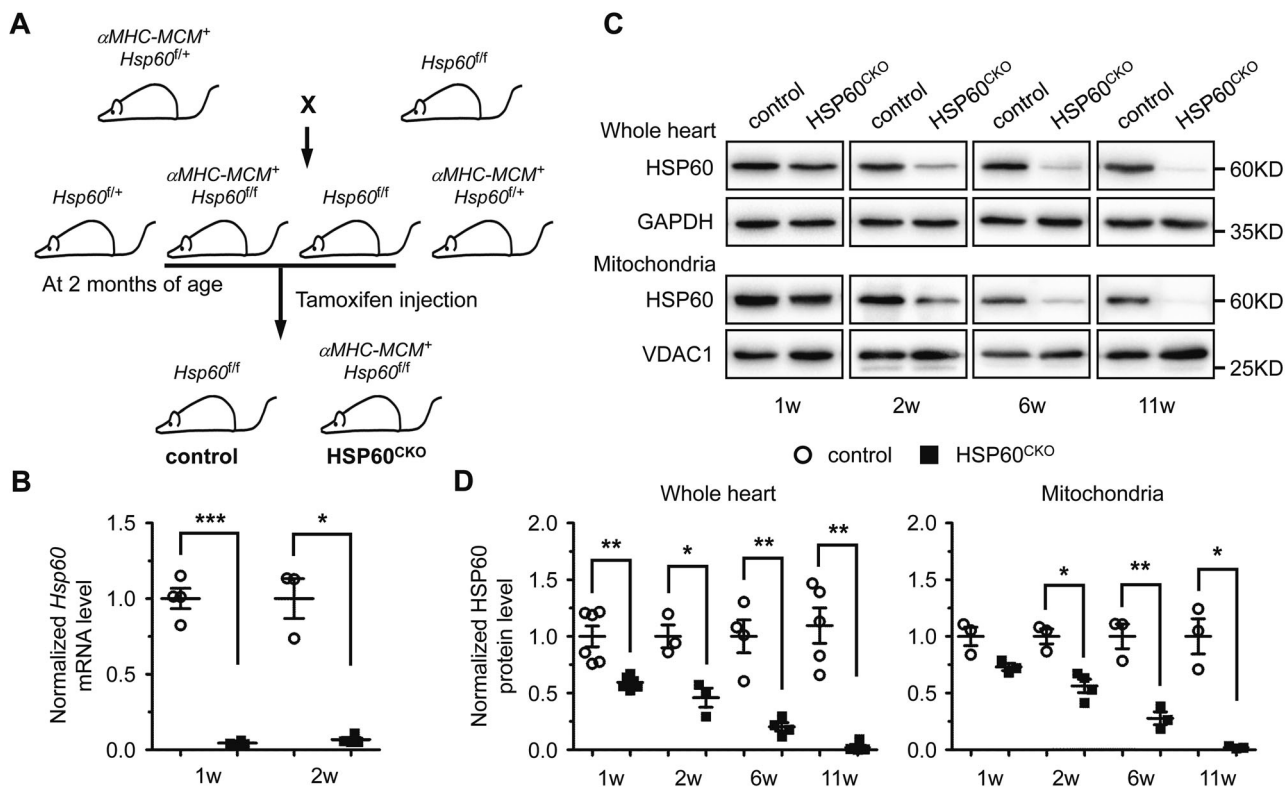 A
αMHC-MCM⁺
Hsp60f/+
Hsp60f/f
X
Hsp60f/+
αMHC-MCM⁺
Hsp60f/f
Hsp60f/f
αMHC-MCM⁺
Hsp60f/+
At 2 months of age
Tamoxifen injection
Hsp60f/f
αMHC-MCM⁺
Hsp60f/f
control
HSP60CKO
B
Normalized Hsp60
mRNA level
1.5
1.0
0.5
0.0
***
*
1w 2w
C
control HSP60CKO control HSP60CKO control HSP60CKO control HSP60CKO
Whole heart
HSP60 60KD
GAPDH 35KD
Mitochondria
HSP60 60KD
VDAC1 25KD
1w 2w 6w 11w
control HSP60CKO
D
Normalized HSP60
protein level
Whole heart
2.0
1.5
1.0
0.5
0.0
** * ** **
1w 2w 6w 11w
Mitochondria
2.0
1.5
1.0
0.5
0.0
* ** *
1w 2w 6w 11w